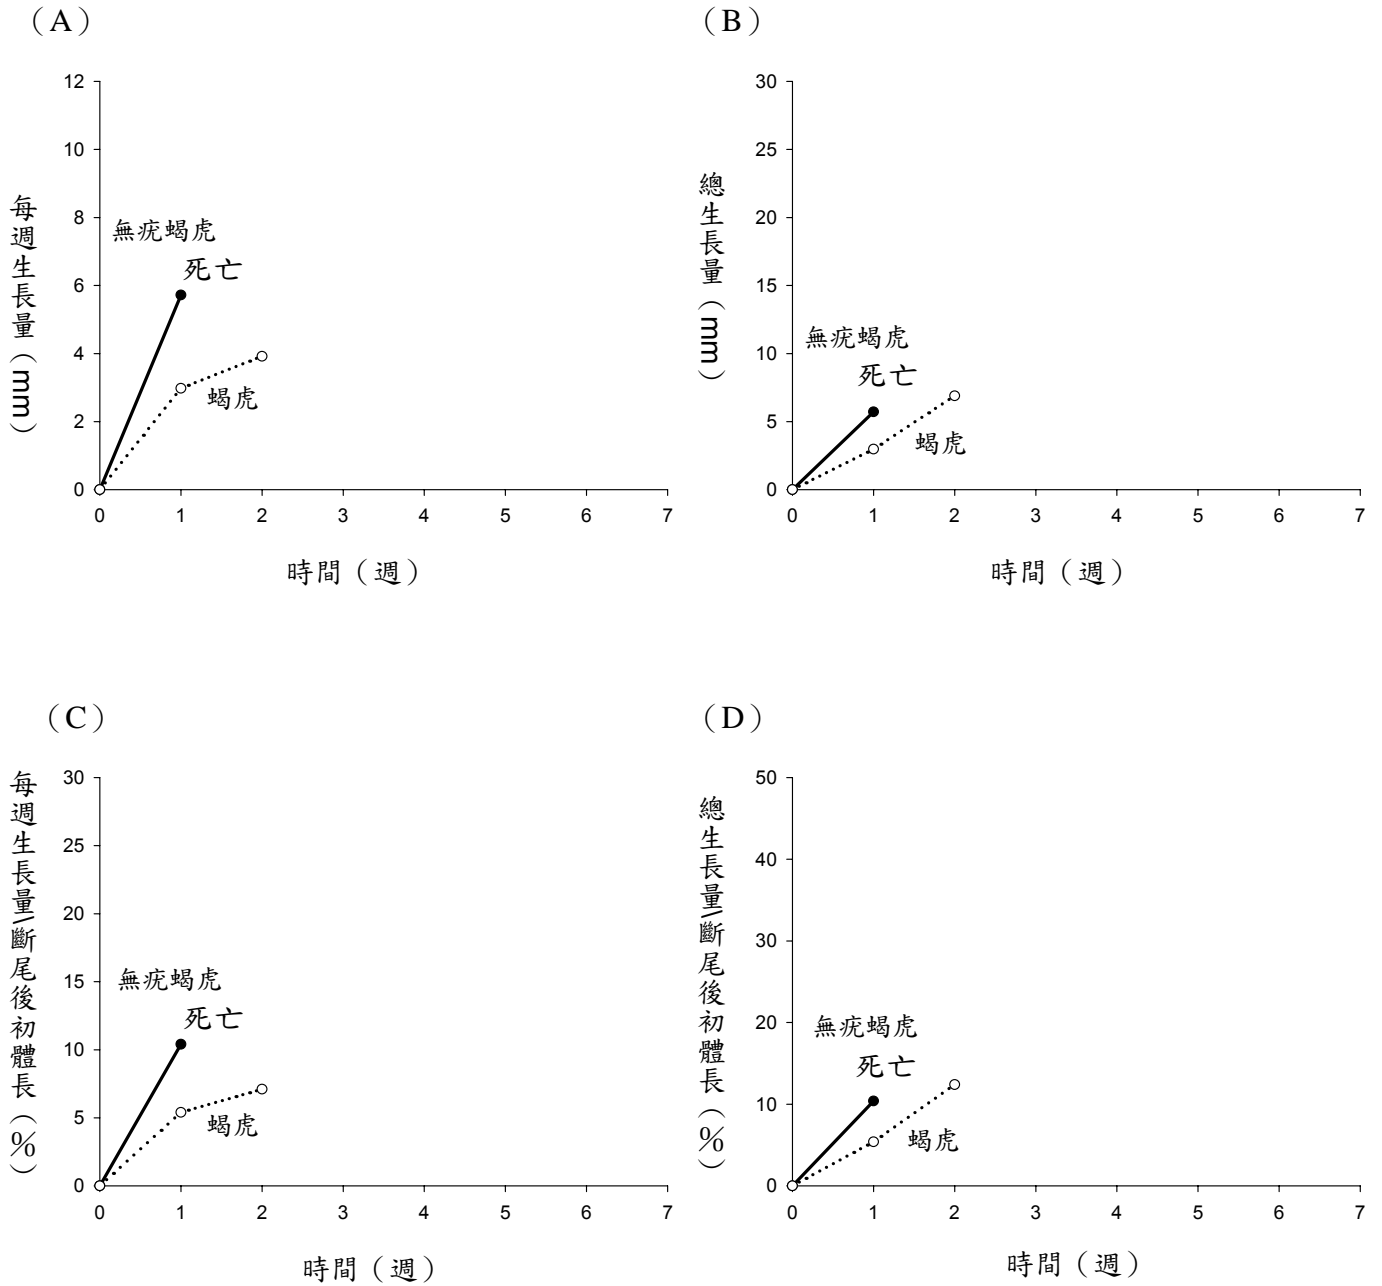 （A）
12
10
8
6
4
2
0
每週生長量（mm）
無疣蝎虎
死亡
蝎虎
0 1 2 3 4 5 6 7
時間（週）
（B）
30
25
20
15
10
5
0
總生長量（mm）
無疣蝎虎
死亡
蝎虎
0 1 2 3 4 5 6 7
時間（週）
（C）
30
25
20
15
10
5
0
每週生長量\斷尾後初體長（%）
無疣蝎虎
死亡
蝎虎
0 1 2 3 4 5 6 7
時間（週）
（D）
50
40
30
20
10
0
總生長量\斷尾後初體長（%）
無疣蝎虎
死亡
蝎虎
0 1 2 3 4 5 6 7
時間（週）